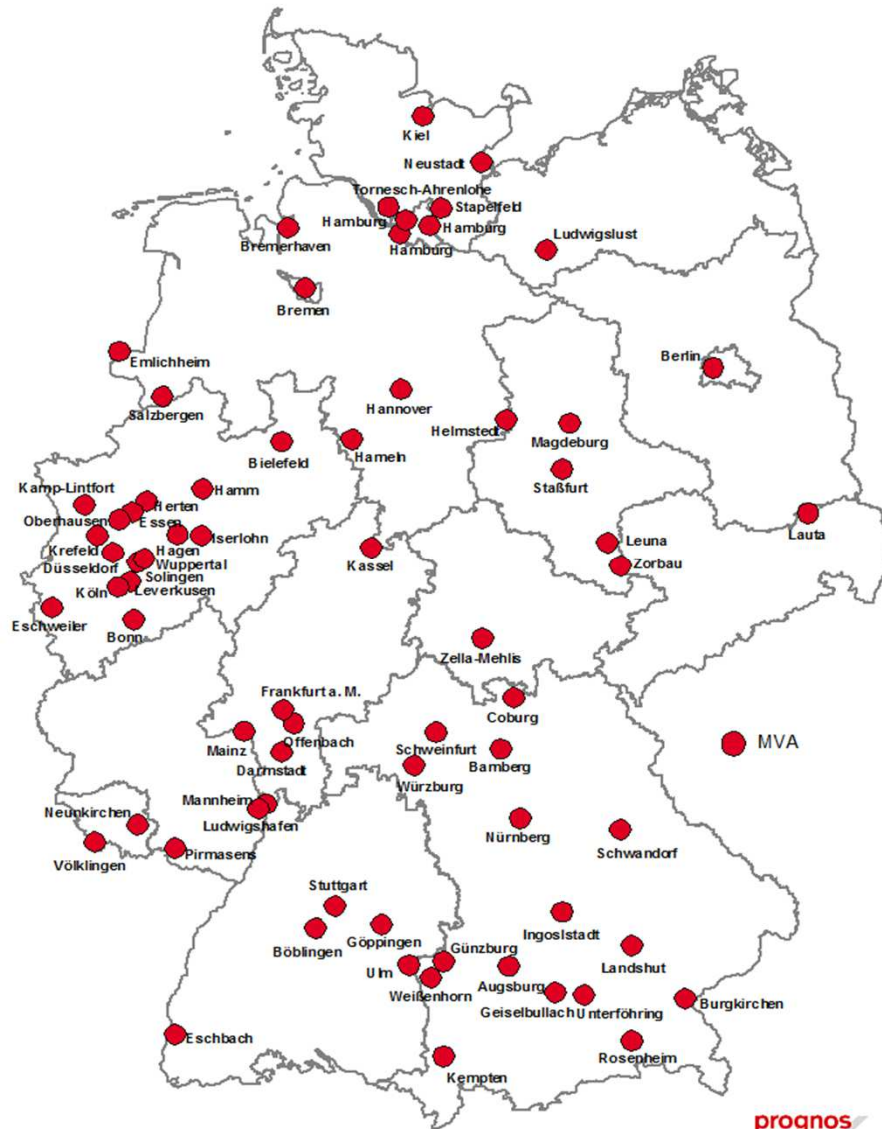 Kiel
Neustadt
Tornesch-Ahrenlohe
Stapelfeld
Hamburg
Hamburg
Hamburg
Bremerhaven
Ludwigslust
Bremen
Emlichheim
Berlin
Salzbergen
Hannover
Helmstedt
Magdeburg
Bielefeld
Hameln
Staßfurt
Kamp-Lintfort
Hamm
Herten
Oberhausen
Essen
Lauta
Krefeld
Hagen
Iserlohn
Kassel
Leuna
Düsseldorf
Wuppertal
Zorbau
Solingen
Köln
Leverkusen
Eschweiler
Bonn
Zella-Mehlis
Frankfurt a. M.
Coburg
Mainz
Offenbach
Schweinfurt
MVA
Darmstadt
Bamberg
Würzburg
Mannheim
Neunkirchen
Ludwigshafen
Nürnberg
Schwandorf
Völklingen
Pirmasens
Stuttgart
Ingoslstadt
Böblingen
Göppingen
Günzburg
Landshut
Ulm
Weißenhorn
Augsburg
Geiselbullach
Unterföhring
Burgkirchen
Eschbach
Rosenheim
Kempten
prognos